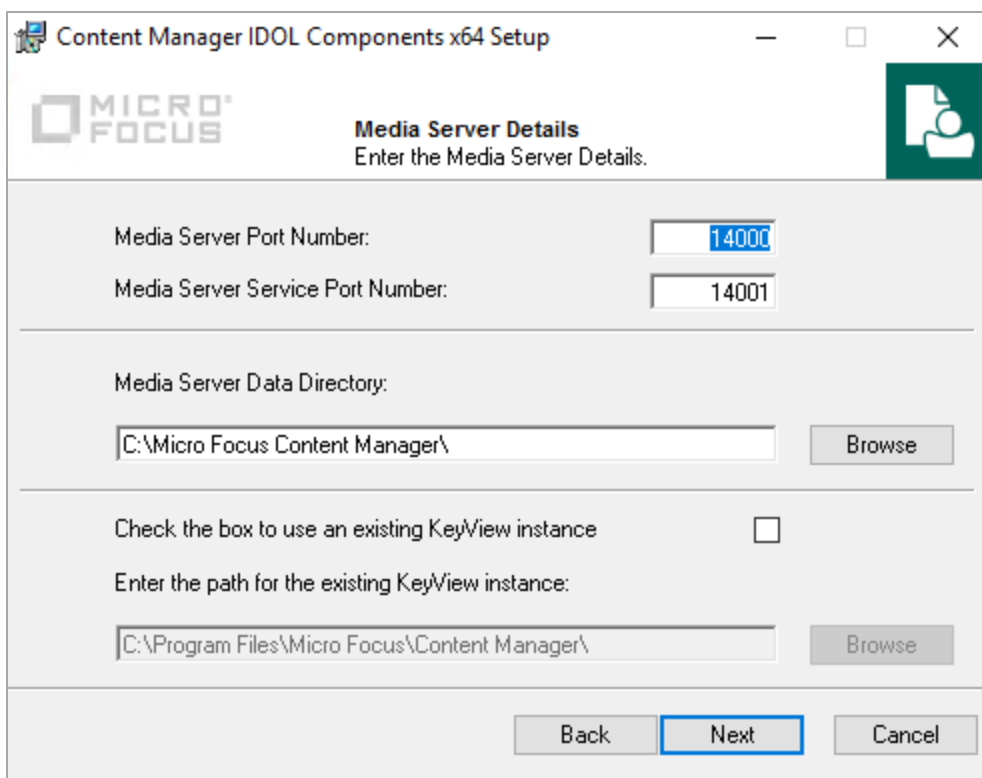 Content Manager IDOL Components x64 Setup
MICRO
FOCUS
Media Server Details
Enter the Media Server Details.
Media Server Port Number: 14000
Media Server Service Port Number: 14001
Media Server Data Directory:
C:\Micro Focus Content Manager\ Browse
Check the box to use an existing KeyView instance
Enter the path for the existing KeyView instance:
C:\Program Files\Micro Focus\Content Manager\ Browse
Back Next Cancel